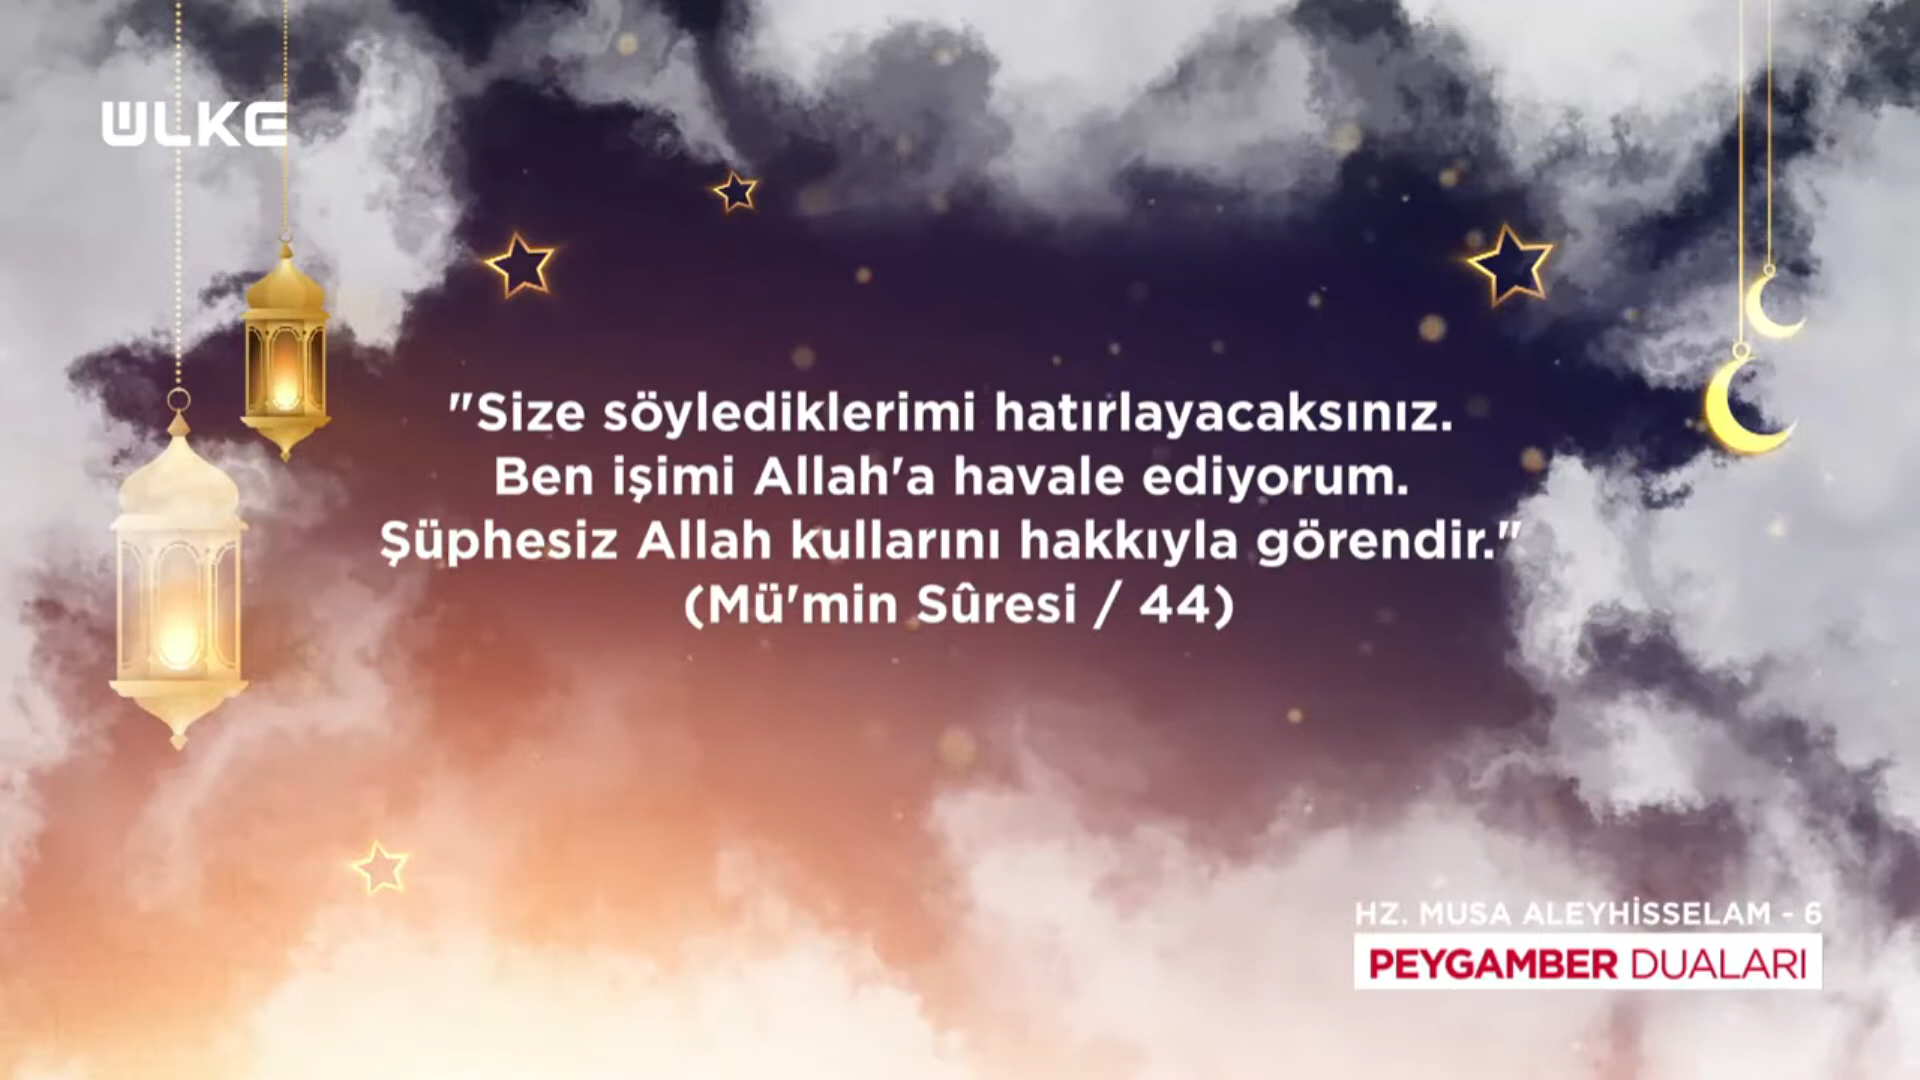 ÜLKE
"Size söylediklerimi hatırlayacaksınız.
Ben işimi Allah'a havale ediyorum.
Şüphesiz Allah kullarını hakkıyla görendir."
(Mü'min Sûresi / 44)
HZ. MUSA ALEYHİSSELAM - 6
PEYGAMBER DUALARI